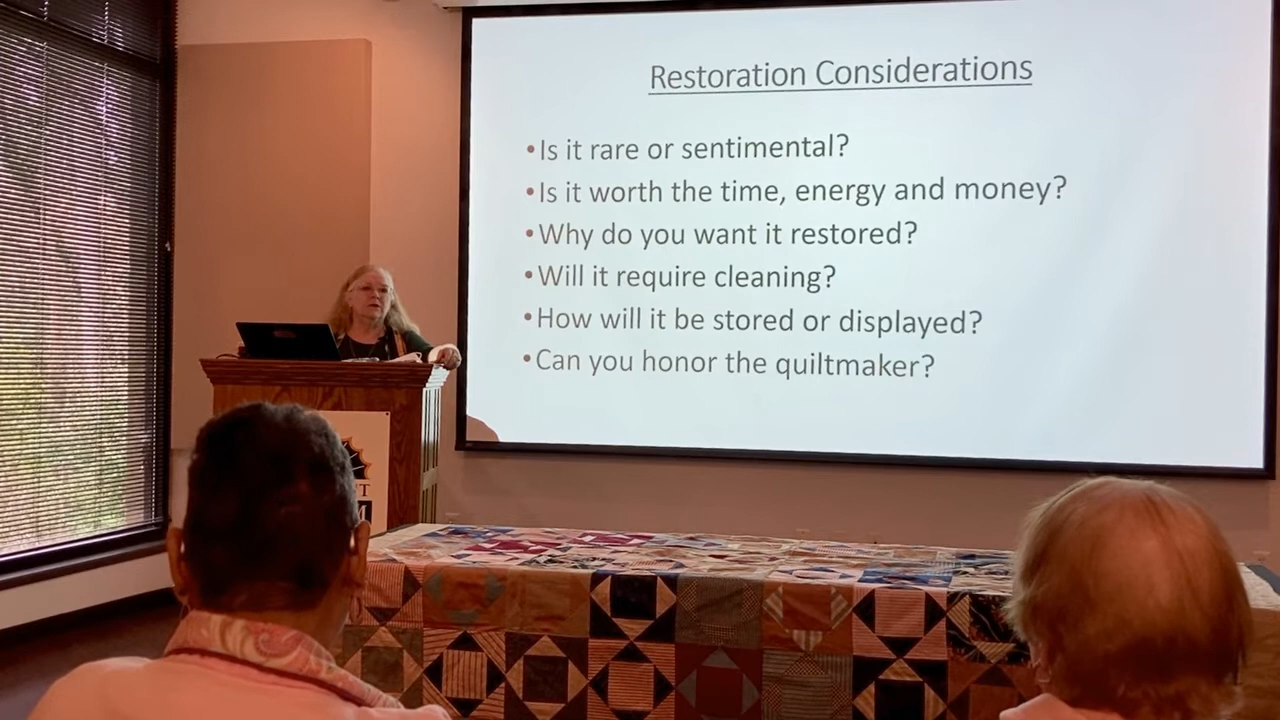 Restoration Considerations
•Is it rare or sentimental?
•Is it worth the time, energy and money?
•Why do you want it restored?
•Will it require cleaning?
•How will it be stored or displayed?
•Can you honor the quiltmaker?